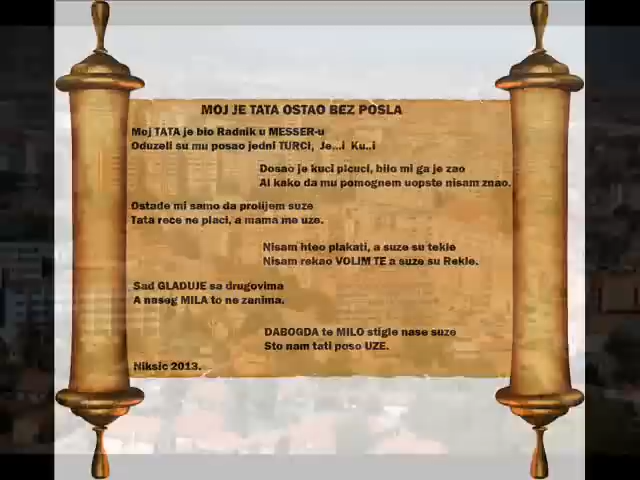 MOJ JE TATA OSTAO BEZ POSLA
Moj TATA je bio Radnik u MESSER-u
Oduzeli su mu posao jedni TURCI, Je...i Ku..i
Dosao je kuci placuci, bilo mi ga je zao
Al kako da mu pomognem uopste nisam znao.
Ostade mi samo da prolijem suze
Tata rece ne placi, a mama me uze.
Nisam hteo plakati, a suze su tekle
Nisam rekao VOLIM TE a suze su Rekle.
Sad GLADUJE sa drugovima
A naseg MILA to ne zanima.
DABOGDA te MILO stigle nase suze
Sto nam tati poso UZE.
Niksic 2013.